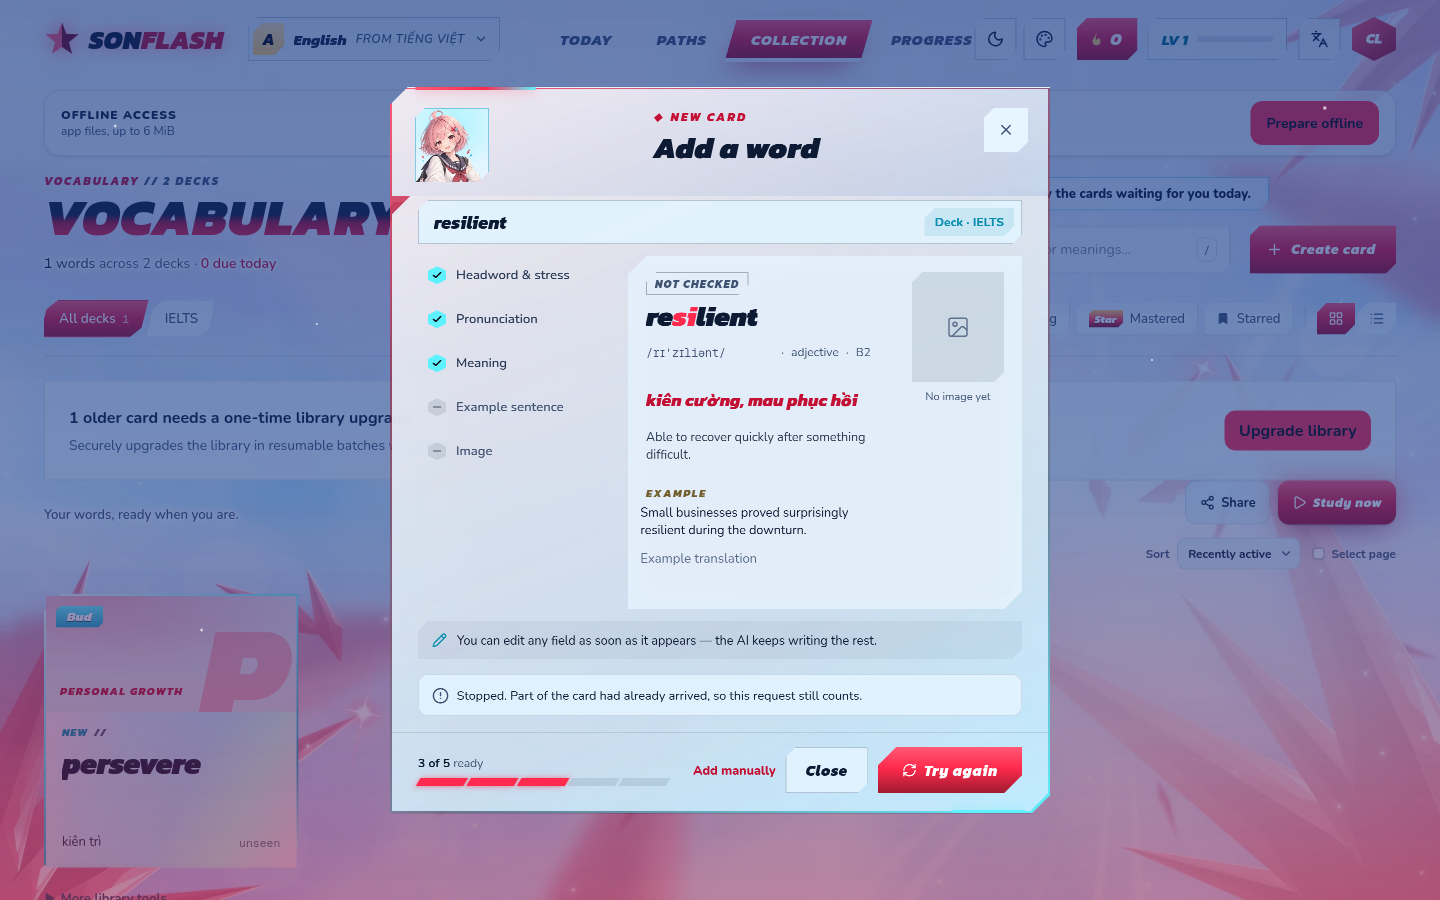 SONFLASH
A English FROM TIẾNG VIỆT
TODAY
PATHS
COLLECTION
PROGRESS
0
LV 1
CL
OFFLINE ACCESS
app files, up to 6 MiB
Prepare offline
VOCABULARY // 2 DECKS
VOCABULARY
1 words across 2 decks · 0 due today
the cards waiting for you today.
or meanings...
/
Create card
All decks 1
IELTS
Star Mastered
Starred
1 older card needs a one-time library upgra
Securely upgrades the library in resumable batches
Upgrade library
Your words, ready when you are.
Share
Study now
Sort
Recently active
Select page
Bud
P
PERSONAL GROWTH
NEW //
persevere
kiên trì
unseen
More library tools
NEW CARD
Add a word
resilient
Deck · IELTS
Headword & stress
Pronunciation
Meaning
Example sentence
Image
NOT CHECKED
resilient
/rɪˈzɪliənt/ · adjective · B2
kiên cường, mau phục hồi
Able to recover quickly after something
difficult.
EXAMPLE
Small businesses proved surprisingly
resilient during the downturn.
Example translation
No image yet
You can edit any field as soon as it appears — the AI keeps writing the rest.
Stopped. Part of the card had already arrived, so this request still counts.
3 of 5 ready
Add manually
Close
Try again